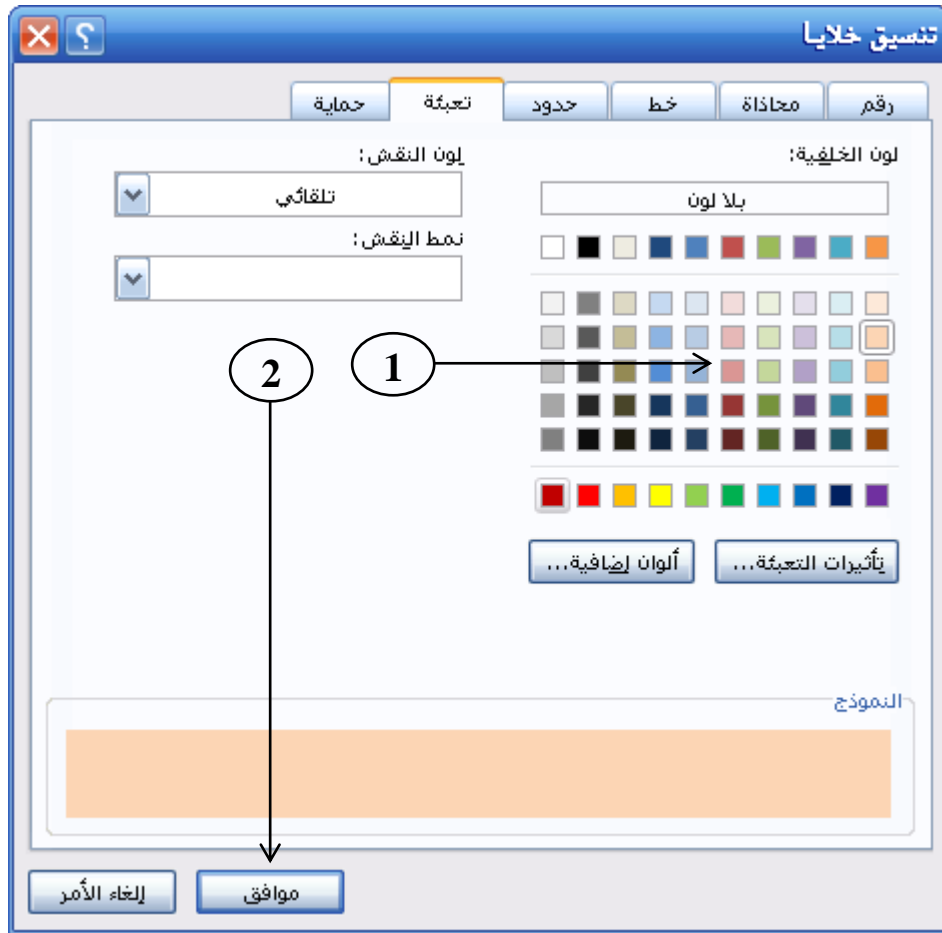 تنسيق خلايا
رقم
محاذاة
خط
حدود
تعبئة
حماية
لون الخلفية:
بلا لون
لون النقش:
تلقائي
نمط النقش:
1
2
تأثيرات التعبئة...
ألوان إضافية...
النموذج
موافق
إلغاء الأمر